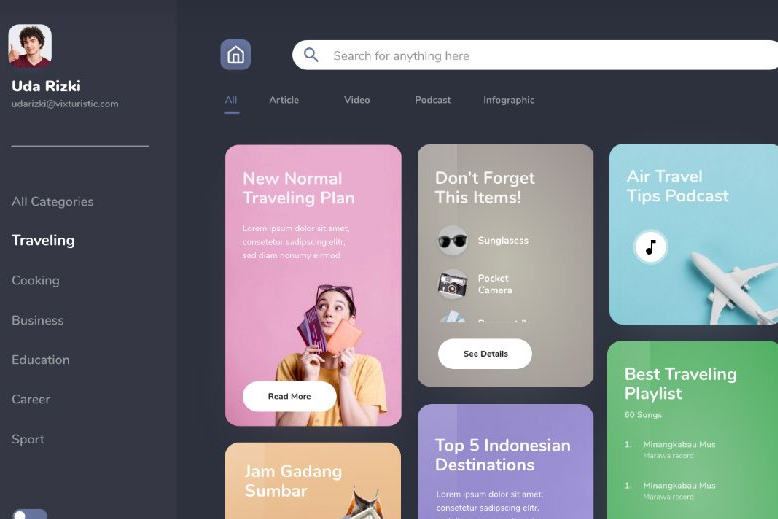 Uda Rizki
udarizki@vixturistic.com
All Categories
Traveling
Cooking
Business
Education
Career
Sport
Search for anything here
All
Article
Video
Podcast
Infographic
New Normal
Traveling Plan
Lorem ipsum dolor sit amet,
consetetur sadipscing elitr,
sed diam nonumy eirmod
Read More
Jam Gadang
Sumbar
Don't Forget
This Items!
Sunglasess
Pocket
Camera
See Details
Top 5 Indonesian
Destinations
Lorem ipsum dolor sit amet,
consetetur sadipscing elitr,
Air Travel
Tips Podcast
Best Traveling
Playlist
60 Songs
1. Minangkabau Mus
Marawa record
1. Minangkabau Mus
Marawa record